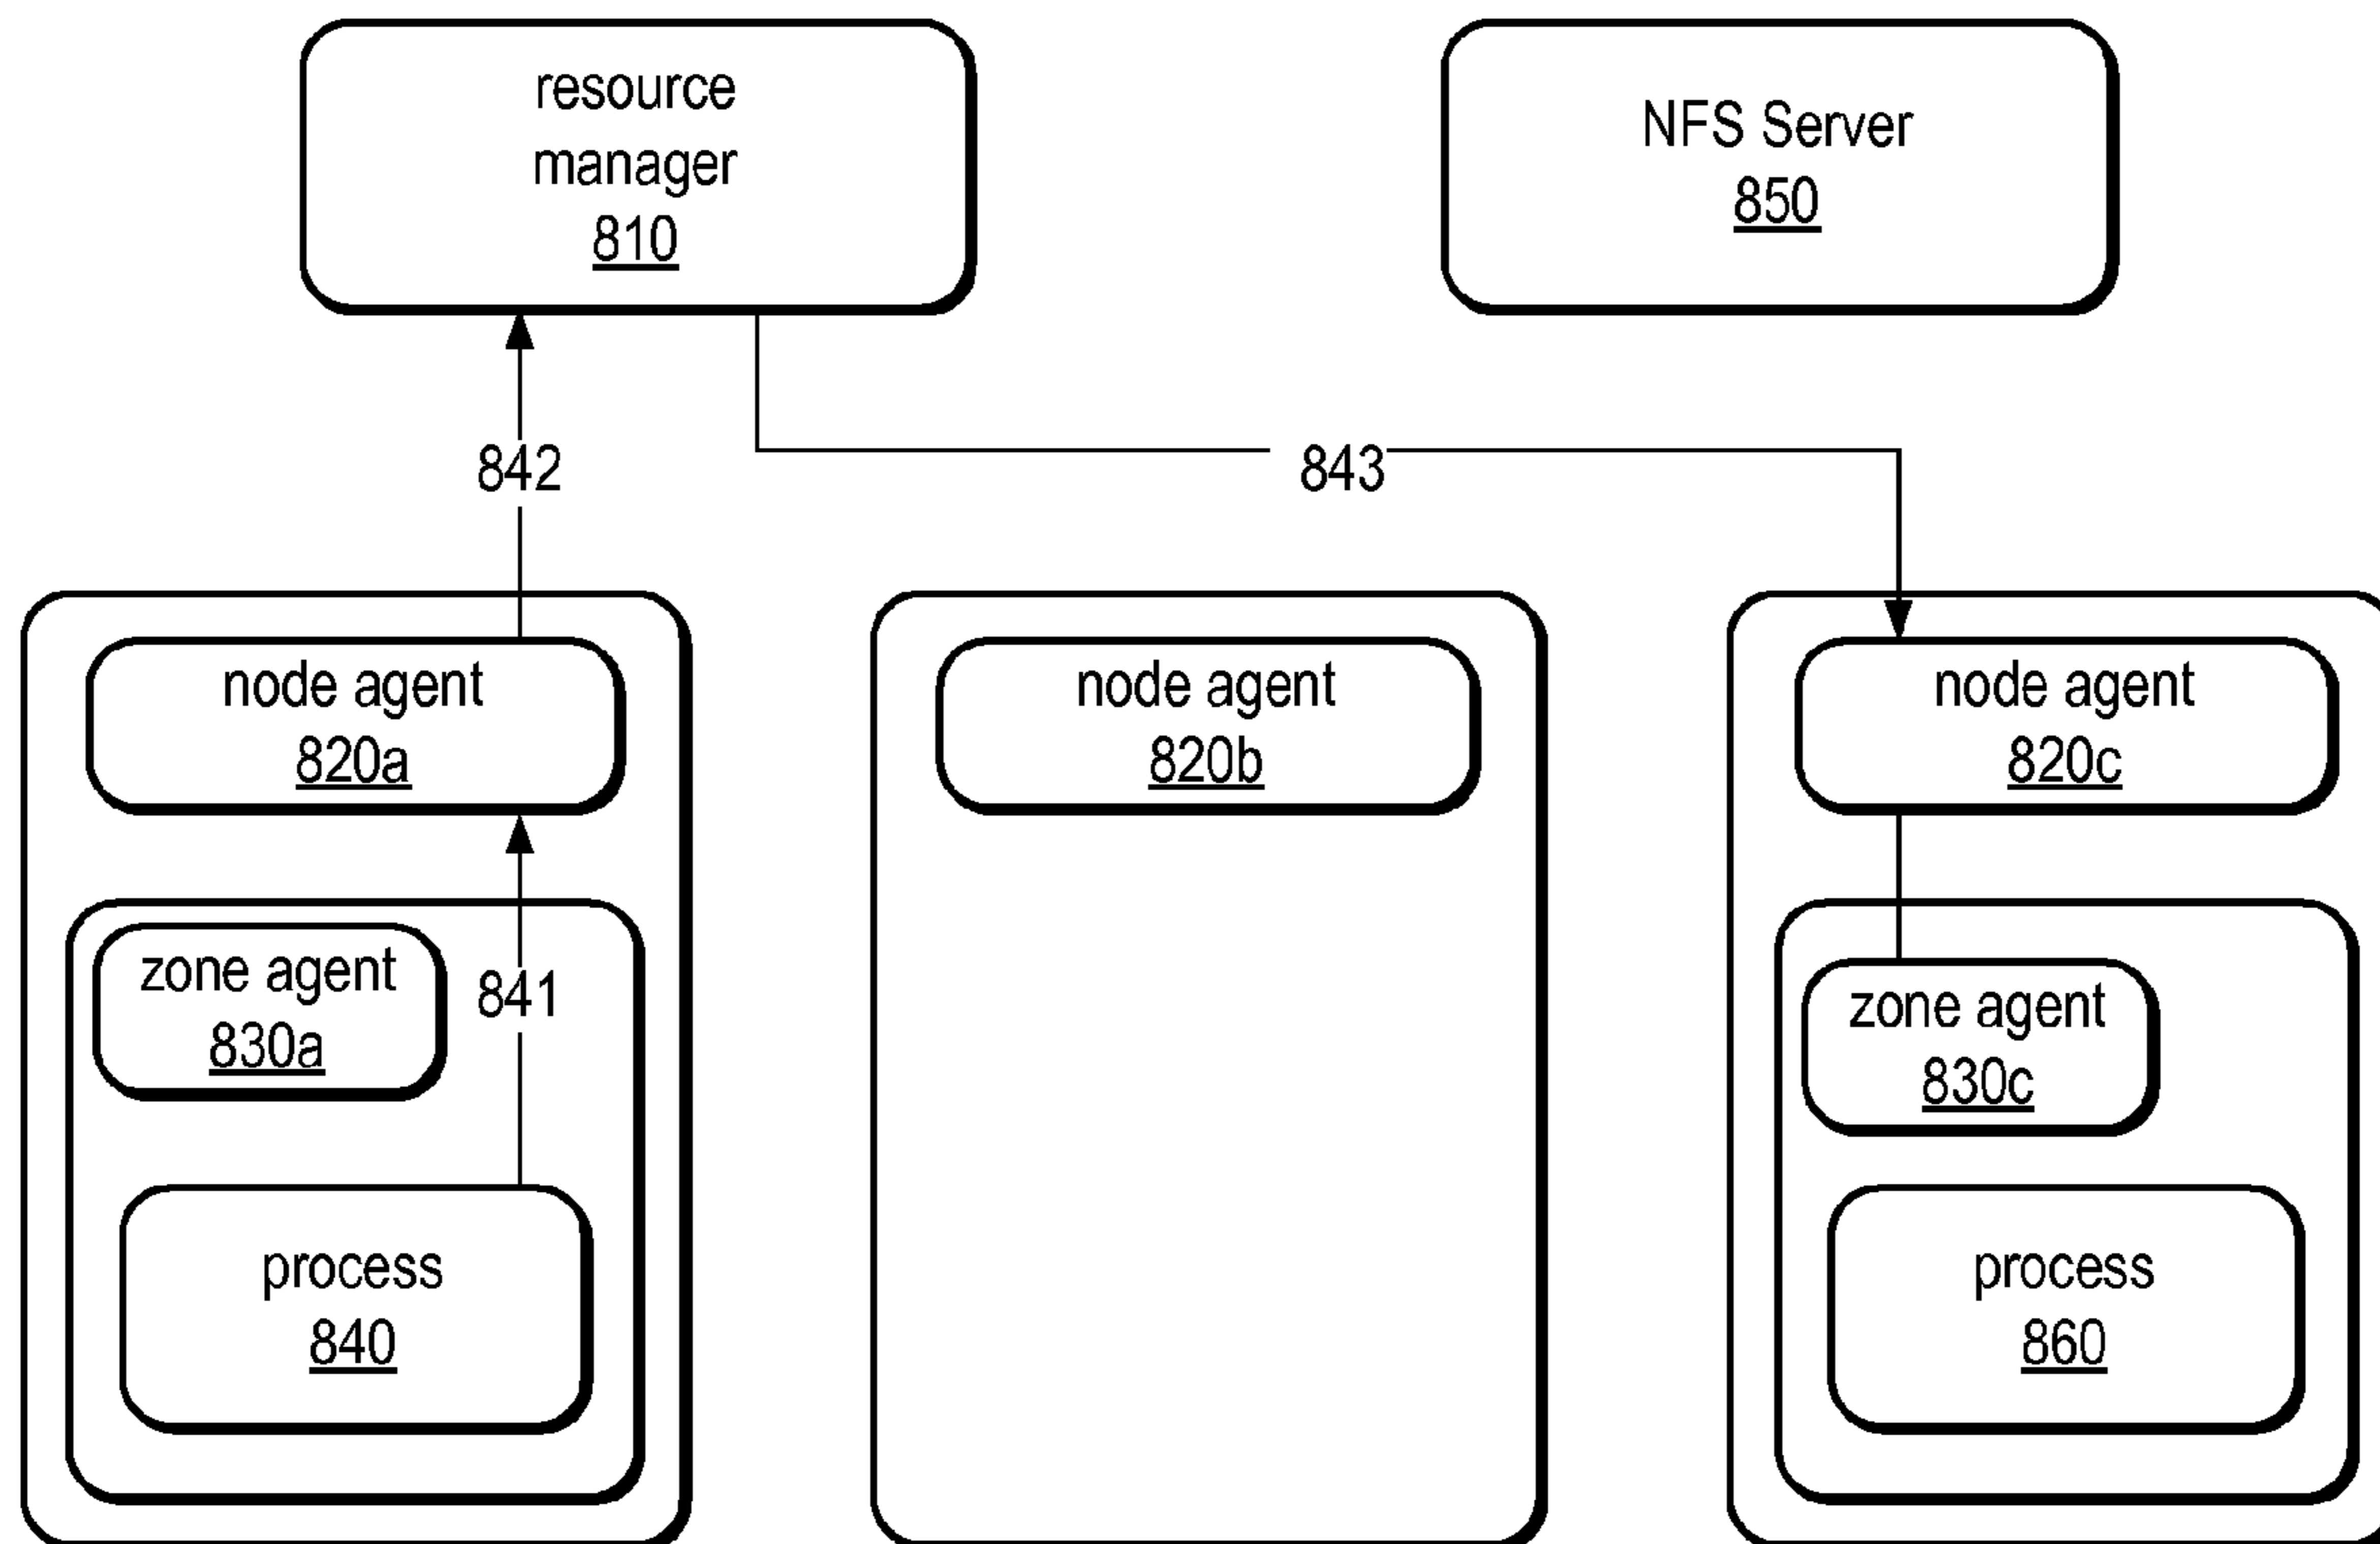 resource
manager
810
NFS Server
850
842
843
node agent
820a
node agent
820b
node agent
820c
zone agent
830a
841
zone agent
830c
process
840
process
860